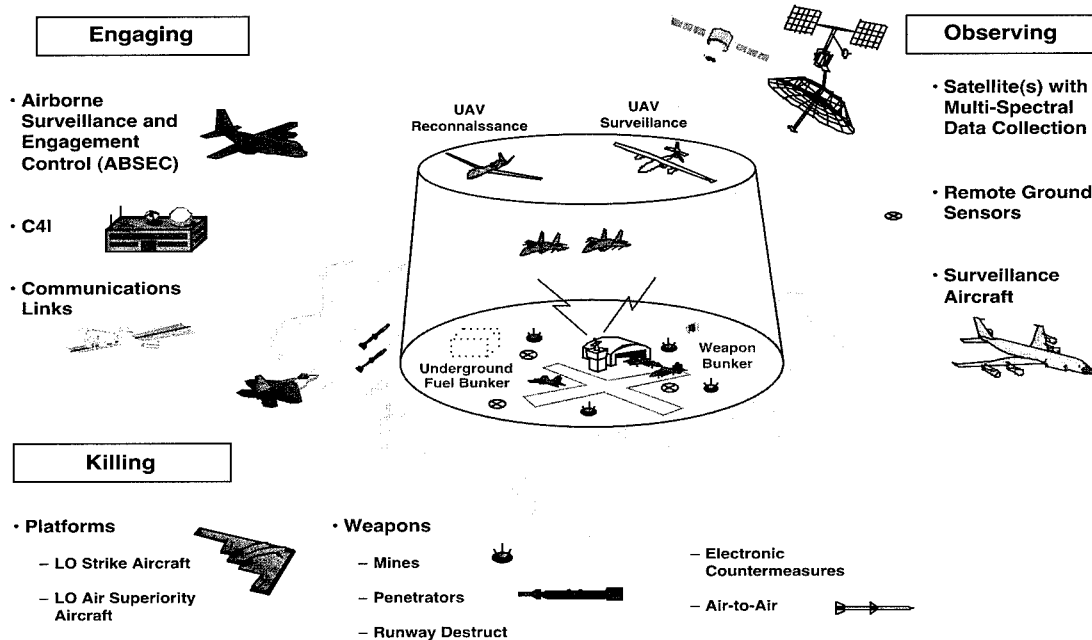 Engaging
• Airborne
Surveillance and
Engagement
Control (ABSEC)
• C4I
• Communications
Links
UAV
Reconnaissance
UAV
Surveillance
Underground
Fuel Bunker
Weapon
Bunker
Observing
• Satellite(s) with
Multi-Spectral
Data Collection
• Remote Ground
Sensors
• Surveillance
Aircraft
Killing
• Platforms
– LO Strike Aircraft
– LO Air Superiority
Aircraft
• Weapons
– Mines
– Penetrators
– Runway Destruct
– Electronic
Countermeasures
– Air-to-Air